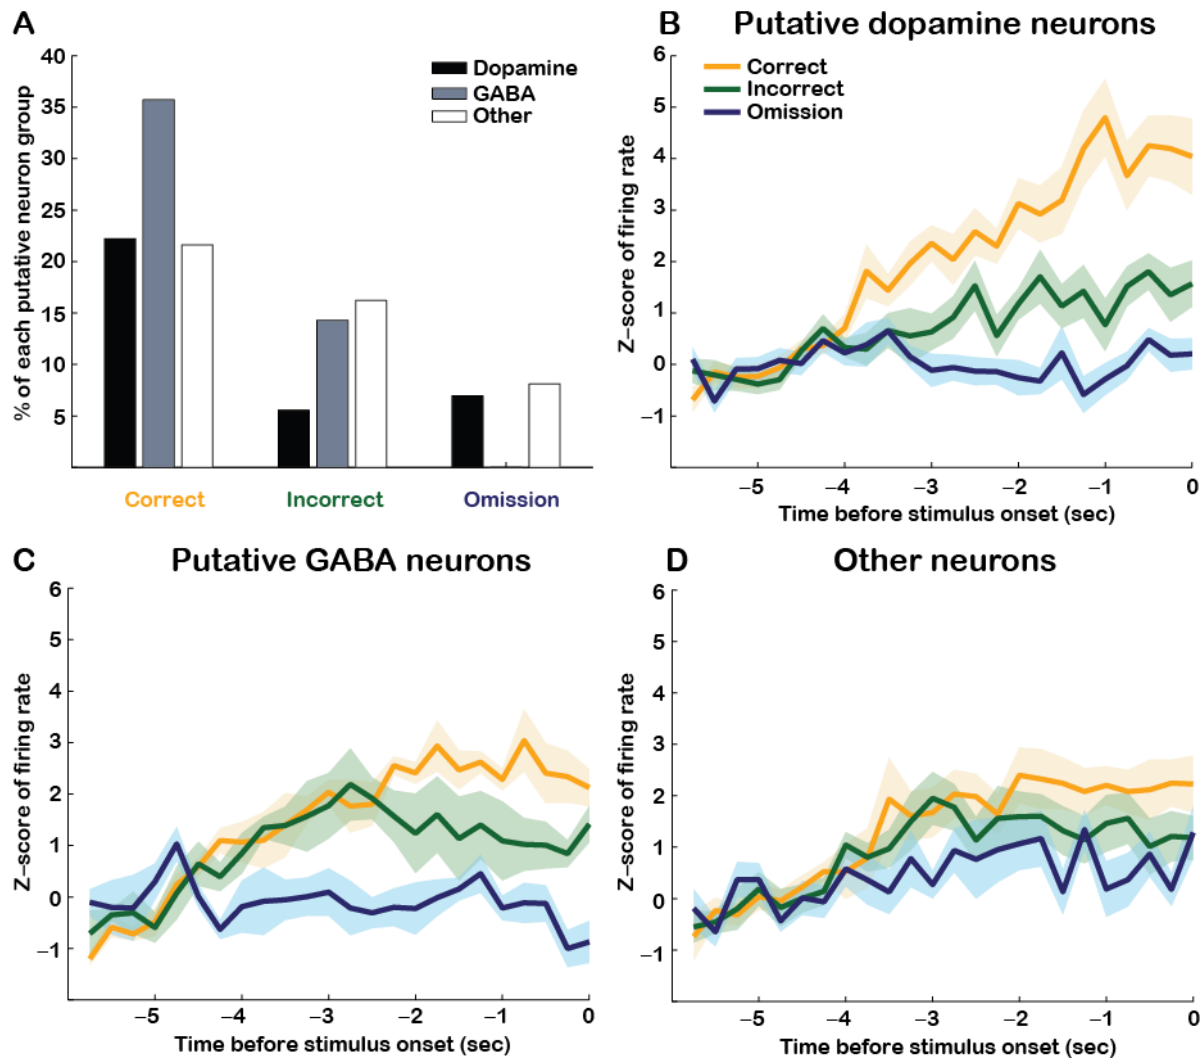 A
% of each putative neuron group
40
35
30
25
20
15
10
5
Dopamine
GABA
Other
Correct
Incorrect
Omission
B
Putative dopamine neurons
Z-score of firing rate
6
5
4
3
2
1
0
−1
Correct
Incorrect
Omission
−5
−4
−3
−2
−1
0
Time before stimulus onset (sec)
C
Putative GABA neurons
Z-score of firing rate
6
5
4
3
2
1
0
−1
−5
−4
−3
−2
−1
0
Time before stimulus onset (sec)
D
Other neurons
Z-score of firing rate
6
5
4
3
2
1
0
−1
−5
−4
−3
−2
−1
0
Time before stimulus onset (sec)